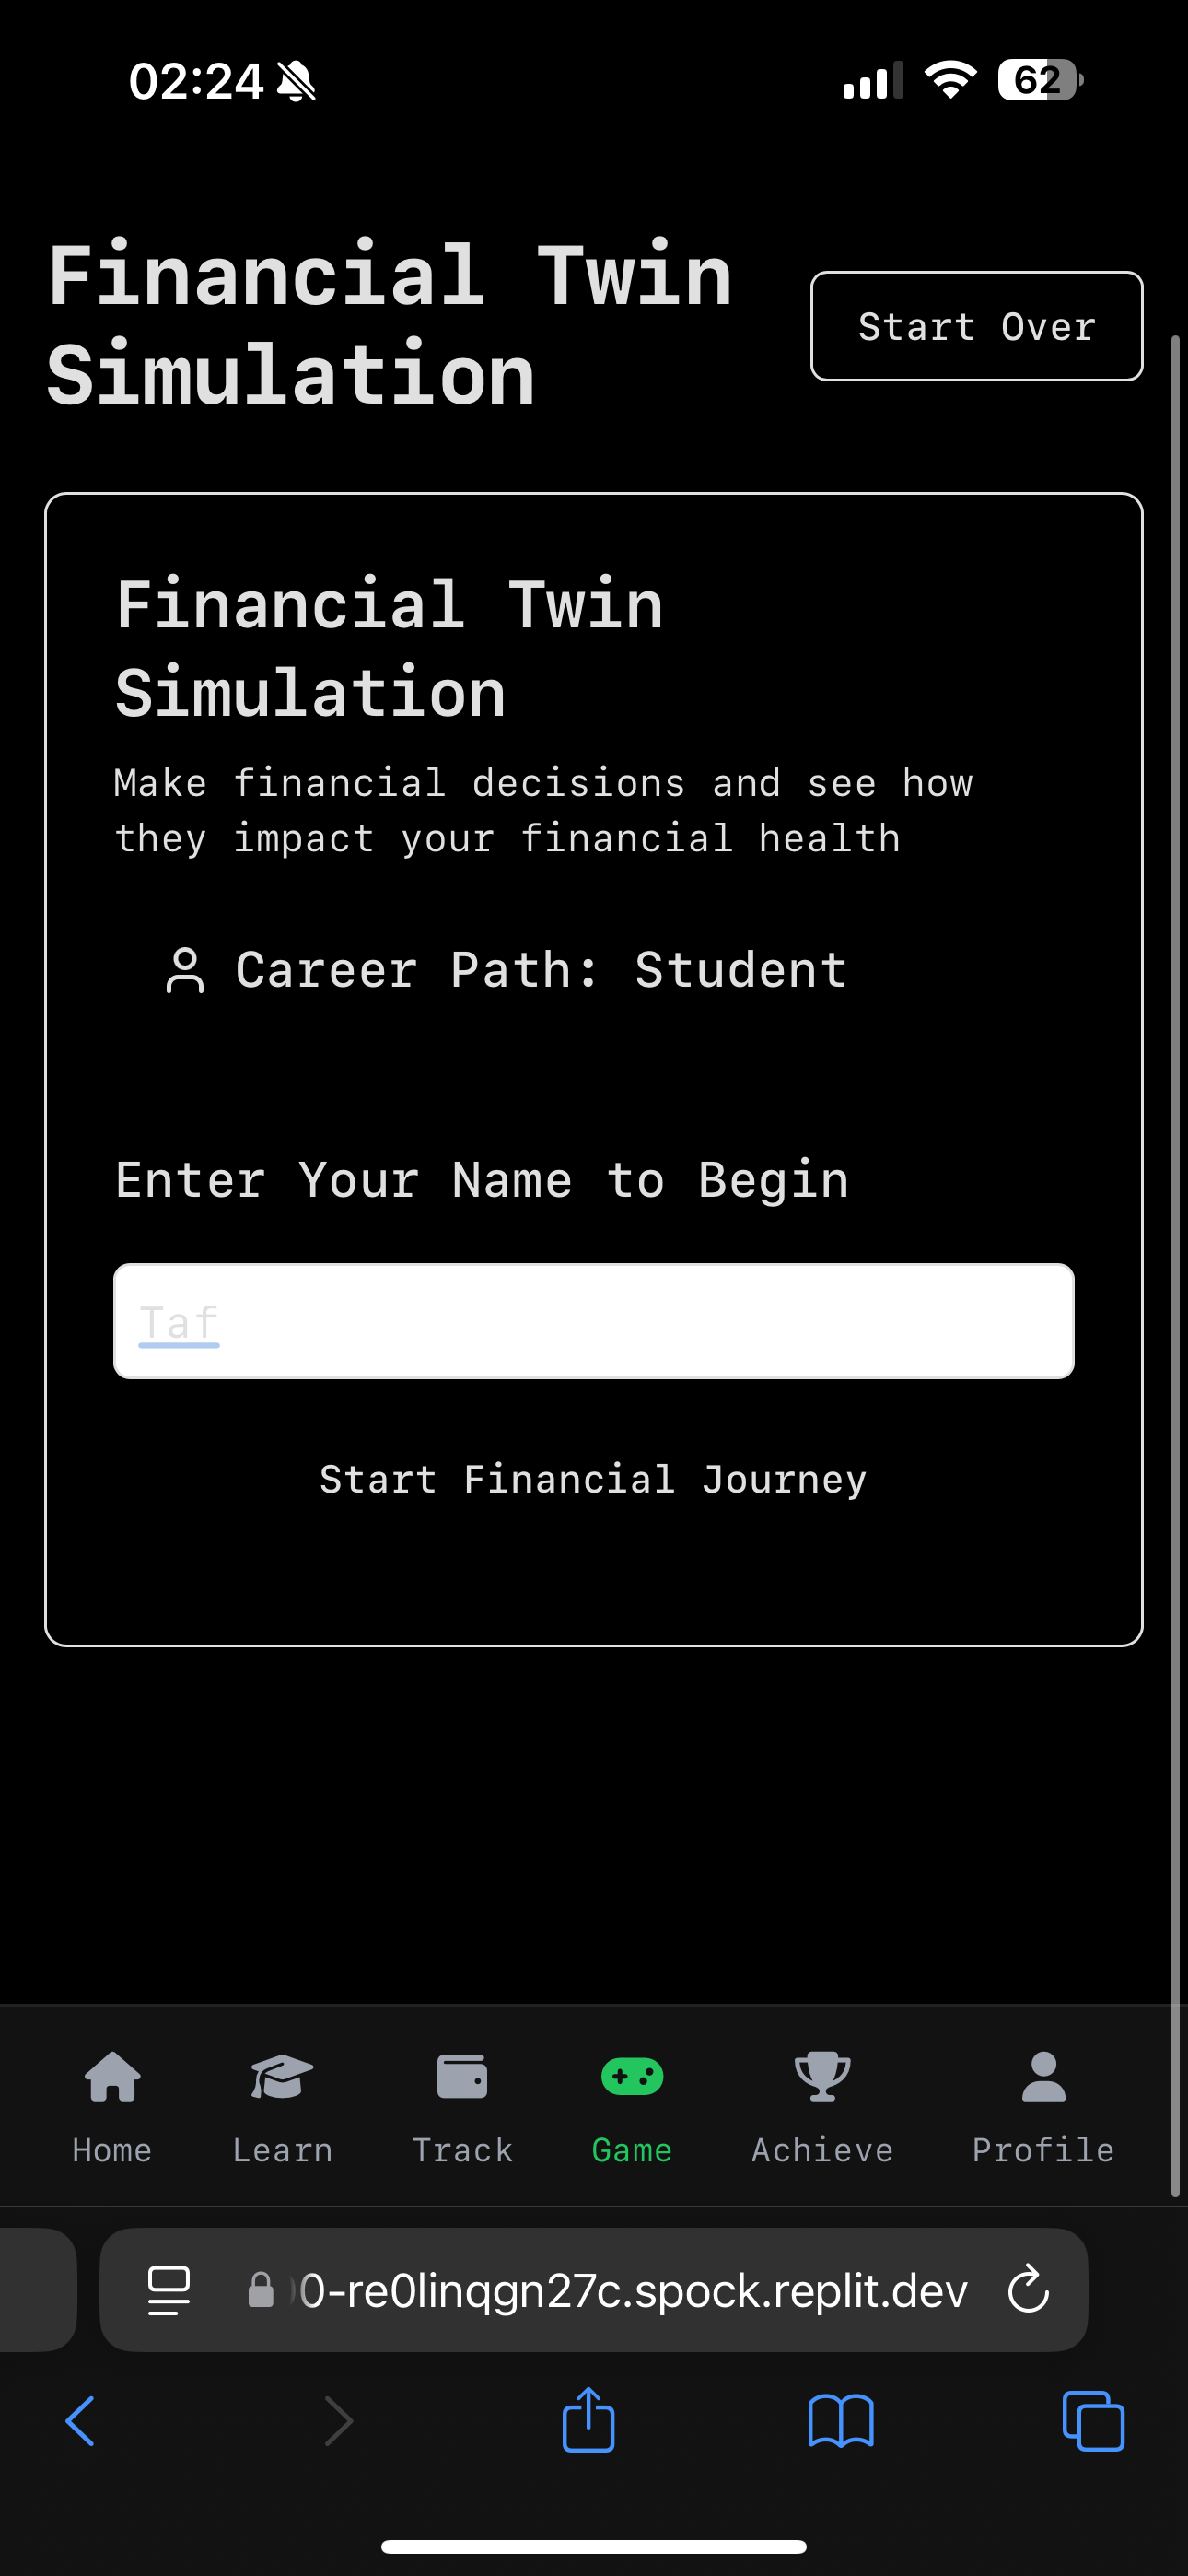 02:24
62
Financial Twin
Simulation
Start Over
Financial Twin
Simulation
Make financial decisions and see how
they impact your financial health
Career Path: Student
Enter Your Name to Begin
Taf
Start Financial Journey
Home
Learn
Track
Game
Achieve
Profile
0-re0linqgn27c.spock.replit.dev